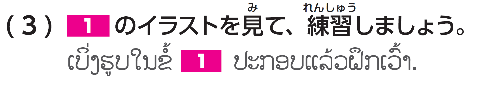 (3) 1 のイラストを見て、練習しましょう。
ເບິ່ງຮູບໃນຂໍ້ 1 ປະກອບແລ້ວຝຶກເວົ້າ.